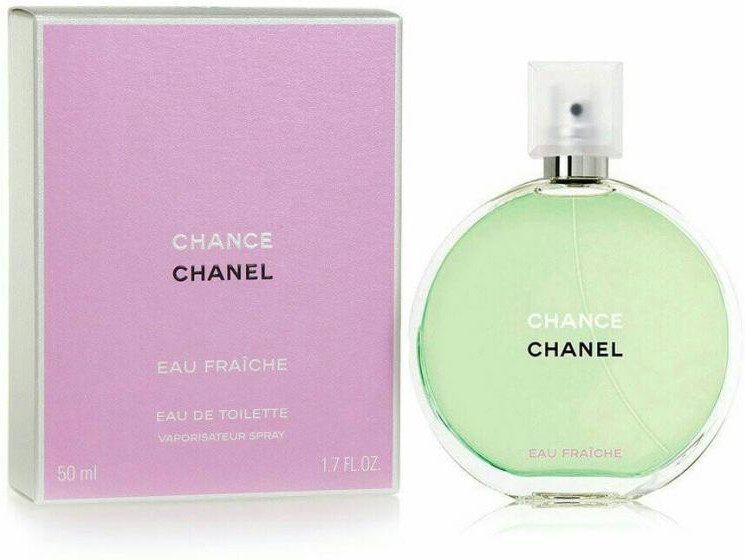 CHANCE
CHANEL
EAU FRAÎCHE
EAU DE TOILETTE
VAPORISATEUR SPRAY
50 ml
1.7 FL.OZ.
CHANCE
CHANEL
EAU FRAÎCHE